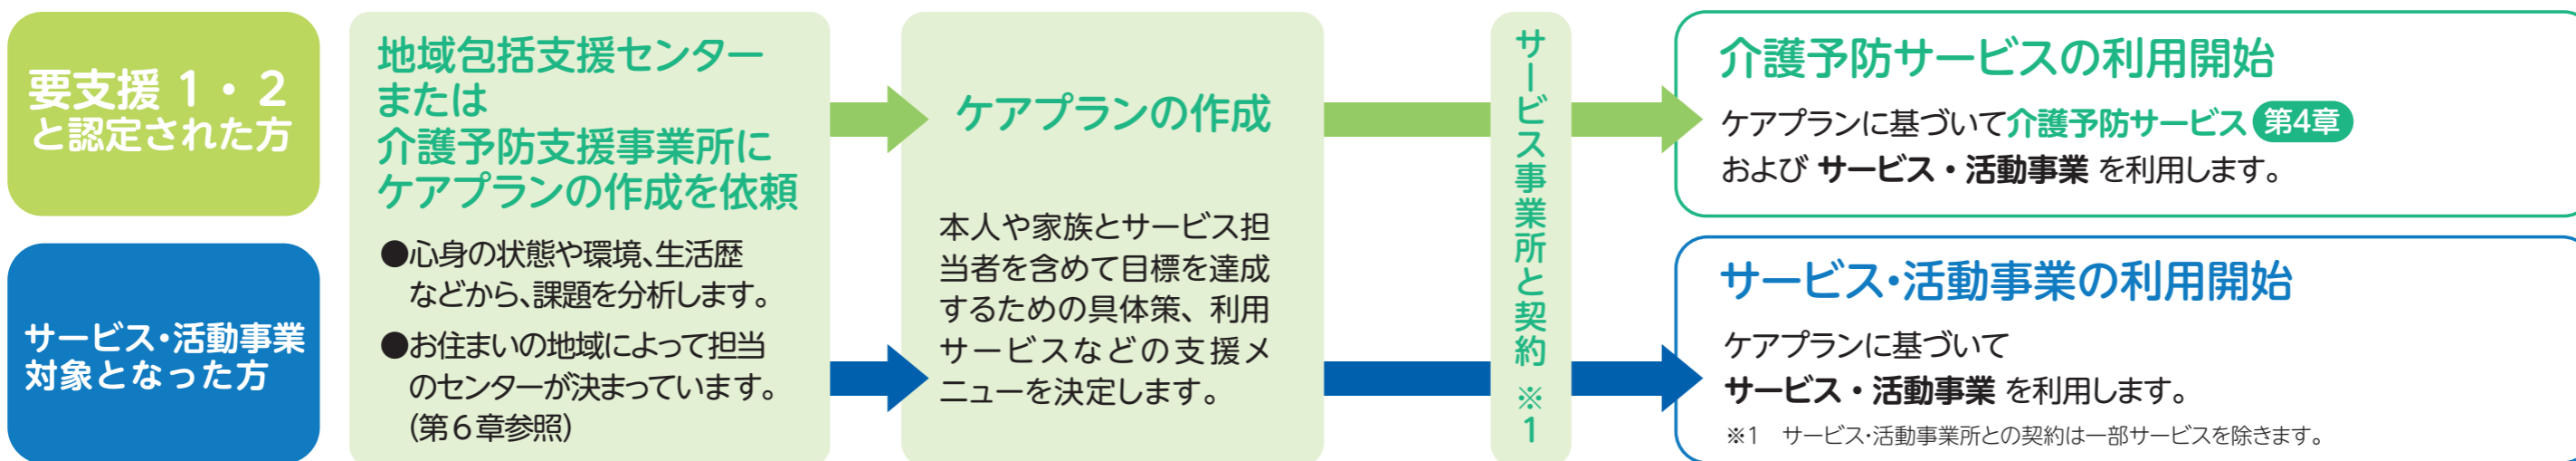 要支援 1・2
と認定された方
サービス・活動事業
対象となった方
地域包括支援センター
または
介護予防支援事業所に
ケアプランの作成を依頼
●心身の状態や環境、生活歴
などから、課題を分析します。
●お住まいの地域によって担当
のセンターが決まっています。
(第6章参照)
ケアプランの作成
本人や家族とサービス担
当者を含めて目標を達成
するための具体策、利用
サービスなどの支援メ
ニューを決定します。
サービス事業所と契約 ※1
介護予防サービスの利用開始
ケアプランに基づいて介護予防サービス 第4章
および サービス・活動事業 を利用します。
サービス・活動事業の利用開始
ケアプランに基づいて
サービス・活動事業 を利用します。
※1 サービス・活動事業所との契約は一部サービスを除きます。